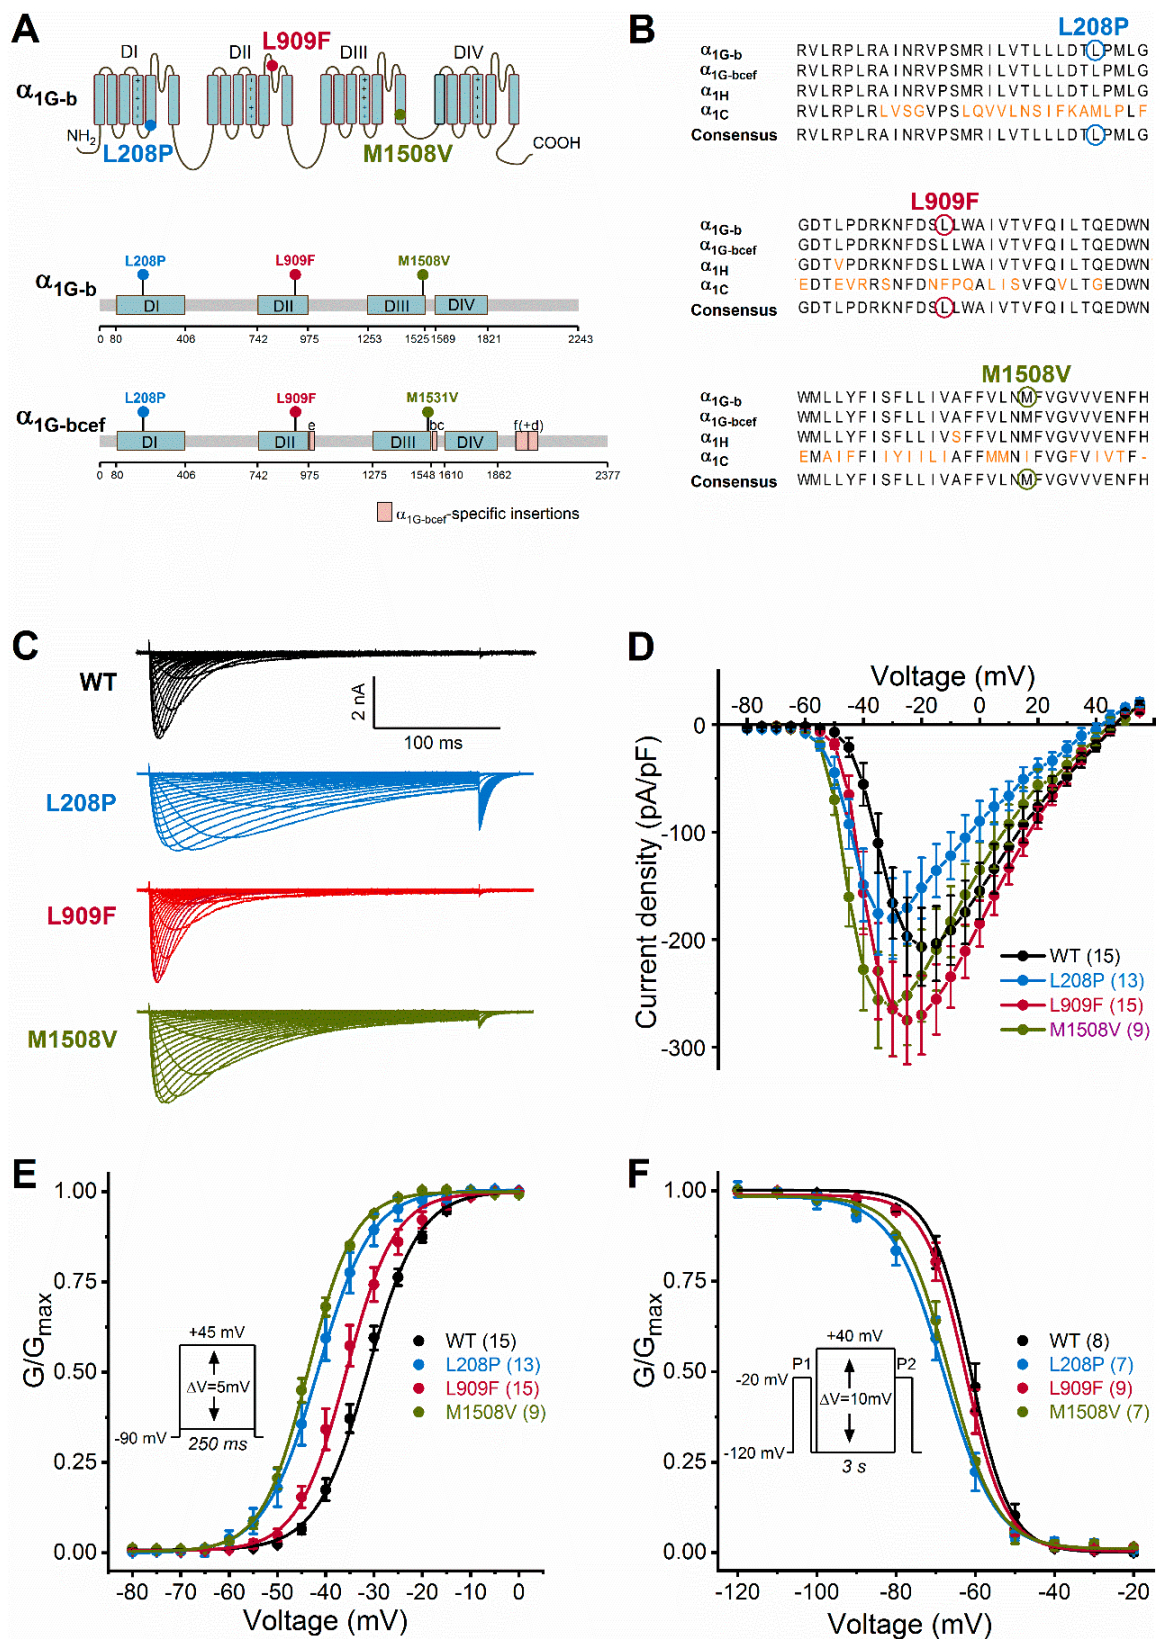 A
DI
DII
L909F
DIII
DIV
α1G-b
NH2
L208P
M1508V
COOH
L208P
L909F
M1508V
α1G-b
DI
DII
DIII
DIV
0 80 406 742 975 1253 1525 1569 1821 2243
L208P
L909F
M1531V
α1G-bcef
DI
DII
e
DIII
bc
DIV
f(+d)
0 80 406 742 975 1275 1548 1610 1862 2377
α1G-bcef-specific insertions
B
L208P
α1G-b RVLRPLRAINRVPSMRILVTLLLDTLPMLG
α1G-bcef RVLRPLRAINRVPSMRILVTLLLDTLPMLG
α1H RVLRPLRAINRVPSMRILVTLLLDTLPMLG
α1C RVLRPLRLVSGVPSLQVVLNSIFKAMLPLF
Consensus RVLRPLRAINRVPSMRILVTLLLDTLPMLG
L909F
α1G-b GDTLPDRKNFDSLLWAIVTVFQILTQEDWN
α1G-bcef GDTLPDRKNFDSLLWAIVTVFQILTQEDWN
α1H GDTVPDRKNFDSLLWAIVTVFQILTQEDWN
α1C EDTEVRRSNFDNFPQALISVFQVLTGEDWN
Consensus GDTLPDRKNFDSLLWAIVTVFQILTQEDWN
M1508V
α1G-b WMLLYFISFLLIVAFFVLNMFVGVVVENFH
α1G-bcef WMLLYFISFLLIVAFFVLNMFVGVVVENFH
α1H WMLLYFISFLLIVSFFVLNMFVGVVVENFH
α1C EMAIFFIIYIILIAFFMMNIFVGFVIVTF-
Consensus WMLLYFISFLLIVAFFVLNMFVGVVVENFH
C
WT
2 nA
100 ms
L208P
L909F
M1508V
D
Voltage (mV)
-80 -60 -40 -20 0 20 40 60
0
-100
-200
-300
Current density (pA/pF)
WT (15)
L208P (13)
L909F (15)
M1508V (9)
E
1.00
0.75
0.50
0.25
0.00
G/Gmax
+45 mV
ΔV=5mV
-90 mV
250 ms
WT (15)
L208P (13)
L909F (15)
M1508V (9)
-80 -70 -60 -50 -40 -30 -20 -10 0
Voltage (mV)
F
1.00
0.75
0.50
0.25
0.00
G/Gmax
+40 mV
P1
P2
-20 mV
ΔV=10mV
-120 mV
3 s
WT (8)
L208P (7)
L909F (9)
M1508V (7)
-120 -100 -80 -60 -40 -20
Voltage (mV)